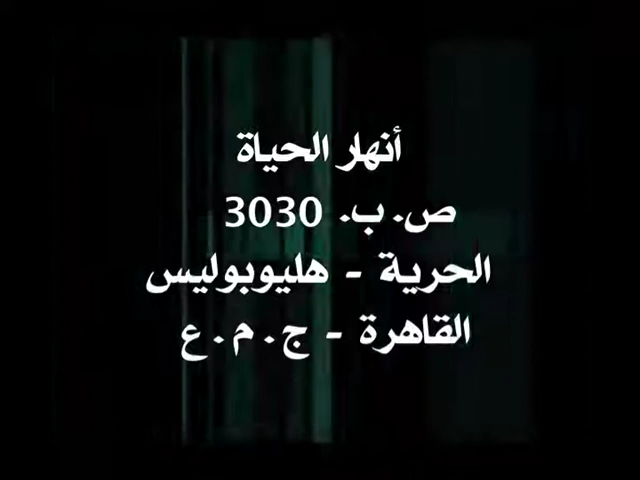 أنهار الحياة
ص. ب. 3030
الحرية - هليوبوليس
القاهرة - ج. م. ع